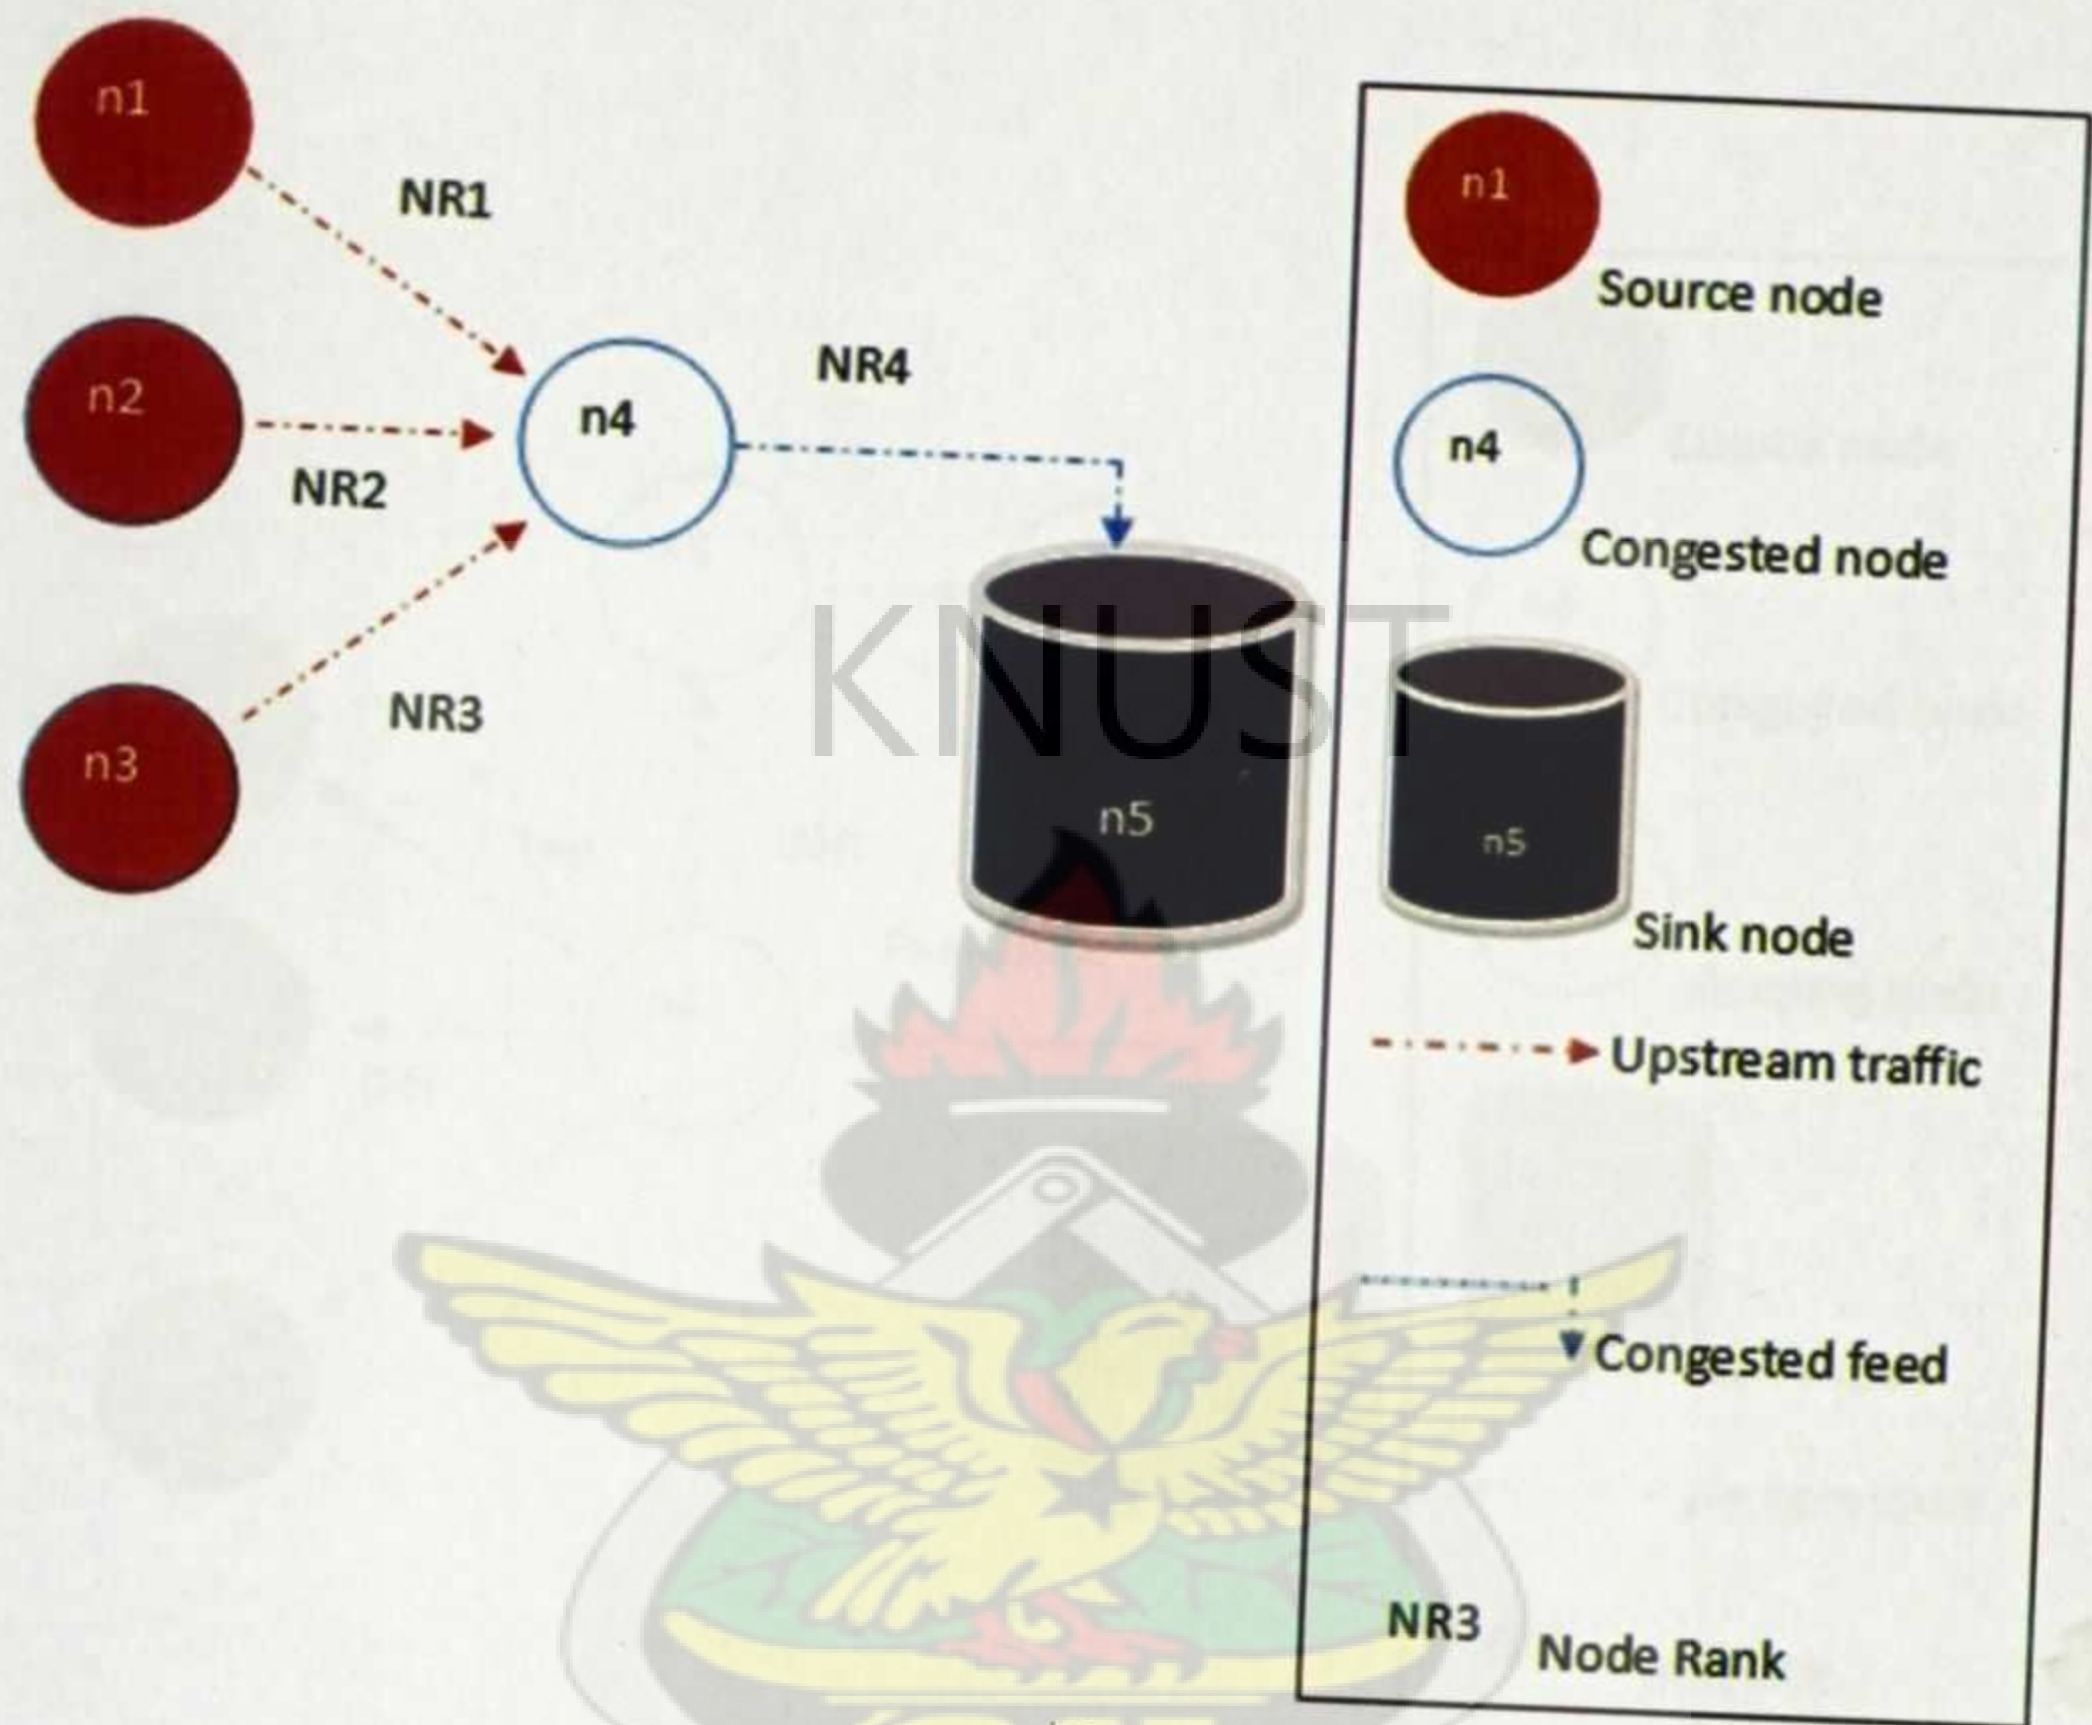 n1
NR1
n2
NR2
n4
NR4
n3
NR3
n5
KNUST
n1
Source node
n4
Congested node
n5
Sink node
Upstream traffic
Congested feed
NR3 Node Rank